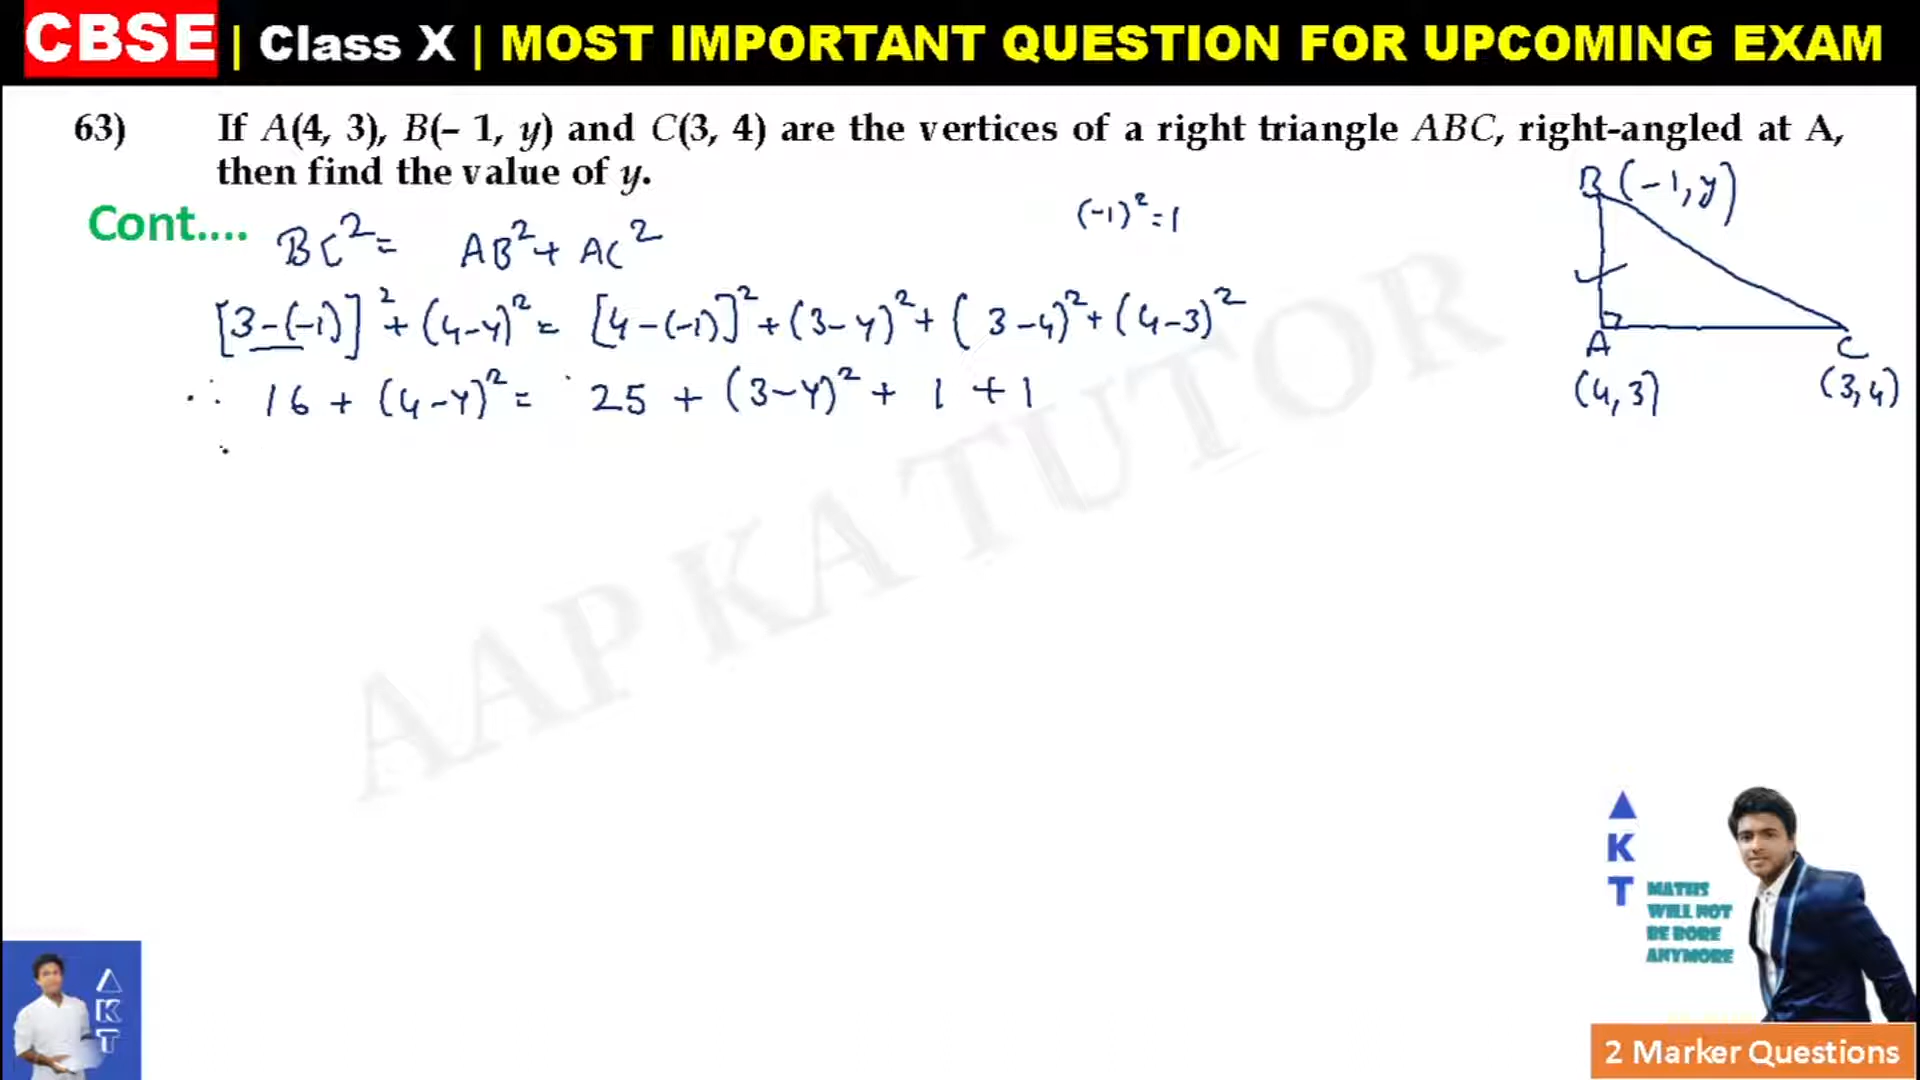 CBSE | Class X | MOST IMPORTANT QUESTION FOR UPCOMING EXAM
63) If A(4, 3), B(– 1, y) and C(3, 4) are the vertices of a right triangle ABC, right-angled at A,
then find the value of y.
Cont....
BC² = AB² + AC²
(-1)² = 1
[3-(-1)]² + (4-y)² = [4-(-1)]² + (3-y)² + (3-4)² + (4-3)²
∴ 16 + (4-y)² = 25 + (3-y)² + 1 + 1
B (-1, y)
A
C
(4, 3)
(3, 4)
AAP KA TUTOR
AKT
MATHS
WILL NOT
BE BORE
ANYMORE
AKT
2 Marker Questions